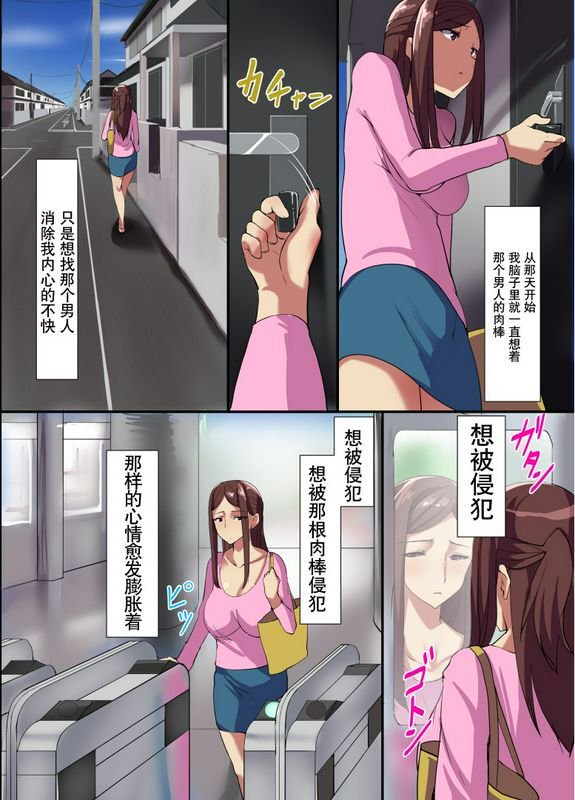 从那天开始
我脑子里就一直想着
那个男人的肉棒
カチャン
只是想找那个男人
消除我内心的不快
ガタン
想被侵犯
ゴトン
想被侵犯
想被那根肉棒侵犯
那样的心情愈发膨胀着
ピッ